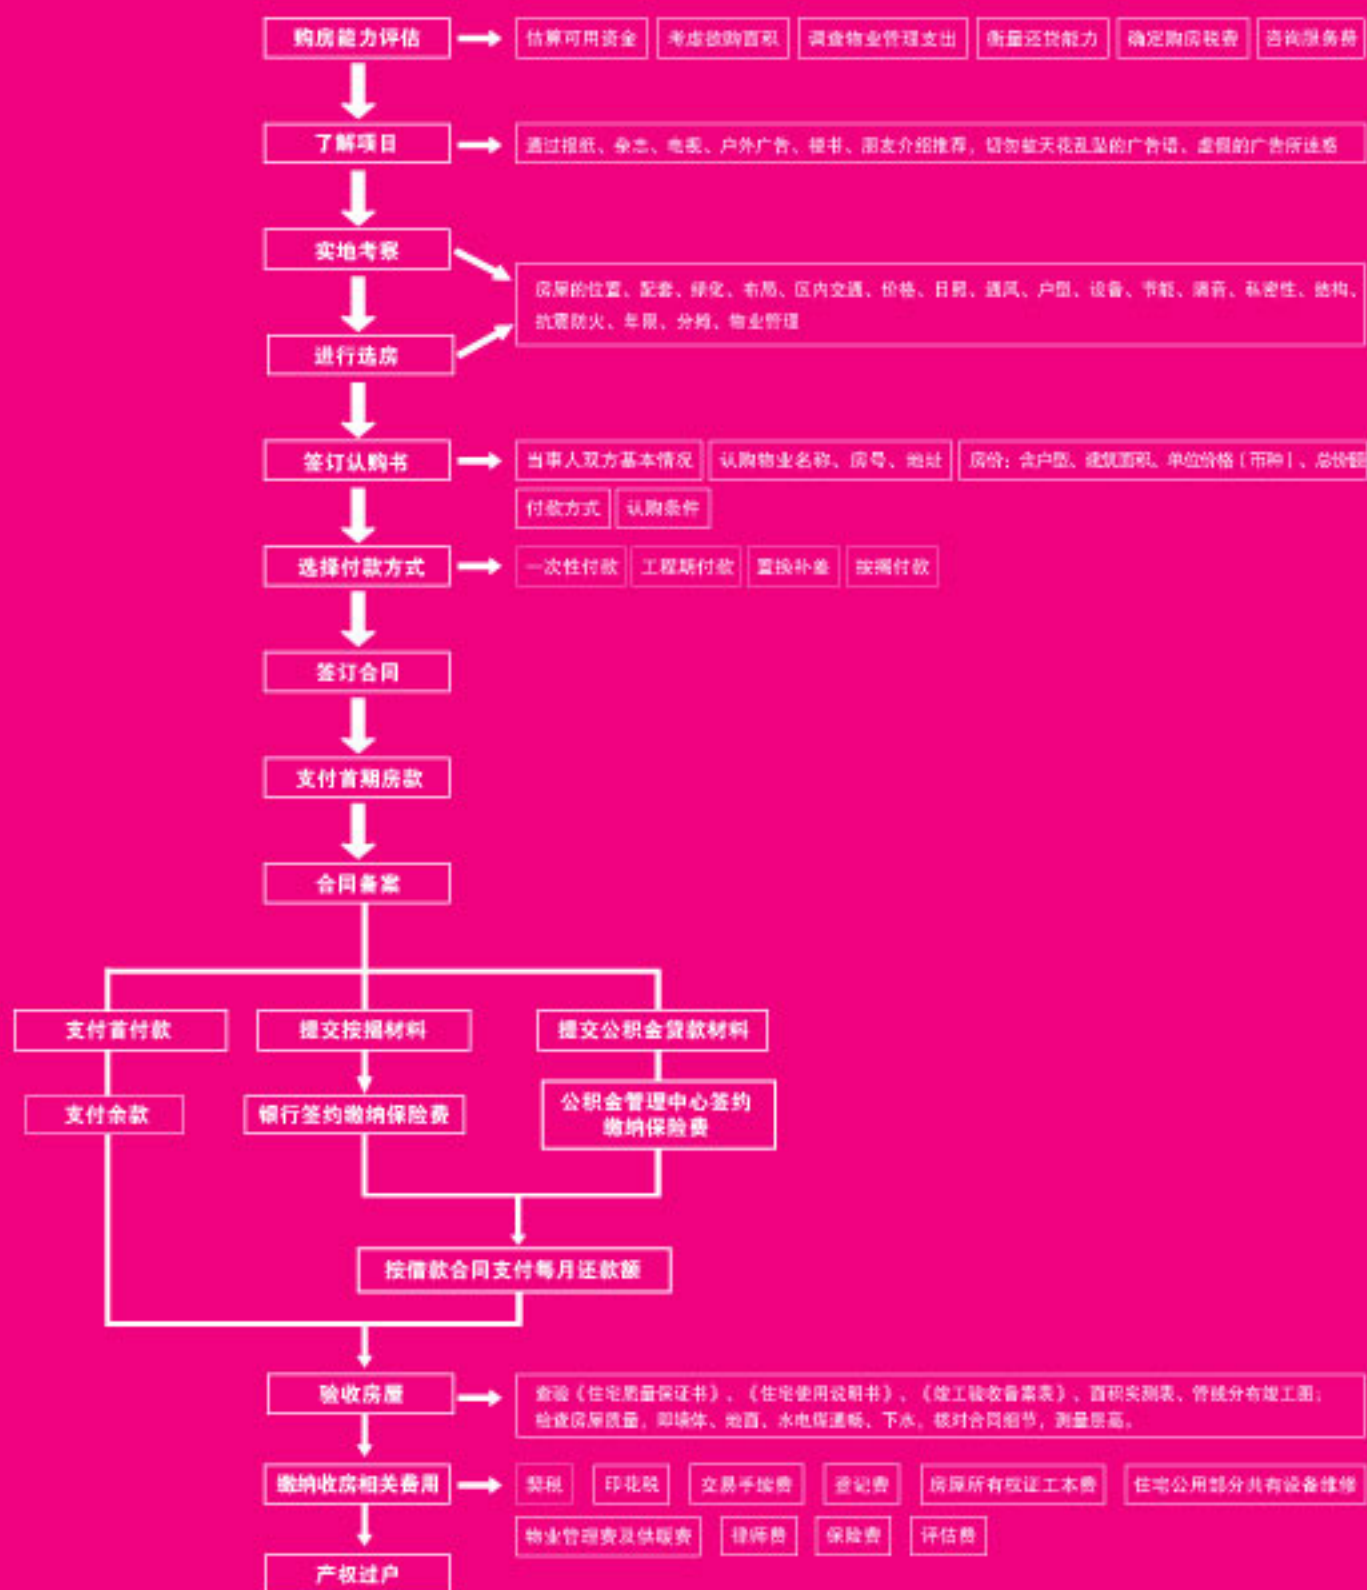 购房能力评估
估算可用资金
考虑欲购面积
调查物业管理支出
衡量还贷能力
确定购房税费
咨询服务费
了解项目
通过报纸、杂志、电视、户外广告、楼书、朋友介绍推荐，切勿被天花乱坠的广告语、虚假的广告所迷惑
实地考察
房屋的位置、配套、绿化、布局、区内交通、价格、日照、通风、户型、设备、节能、隔音、私密性、结构、
抗震防火、年限、分摊、物业管理
进行选房
签订认购书
当事人双方基本情况
认购物业名称、房号、地址
房价：含户型、建筑面积、单位价格（币种）、总价额
付款方式
认购条件
选择付款方式
一次性付款
工程期付款
置换补差
按揭付款
签订合同
支付首期房款
合同备案
支付首付款
提交按揭材料
提交公积金贷款材料
支付余款
银行签约缴纳保险费
公积金管理中心签约
缴纳保险费
按借款合同支付每月还款额
验收房屋
查验《住宅质量保证书》、《住宅使用说明书》、《竣工验收备案表》、面积实测表、管线分布竣工图；
检查房屋质量，即墙体、地面、水电煤通畅、下水，核对合同细节，测量层高。
缴纳收房相关费用
契税
印花税
交易手续费
登记费
房屋所有权证工本费
住宅公用部分共有设备维修
物业管理费及供暖费
律师费
保险费
评估费
产权过户